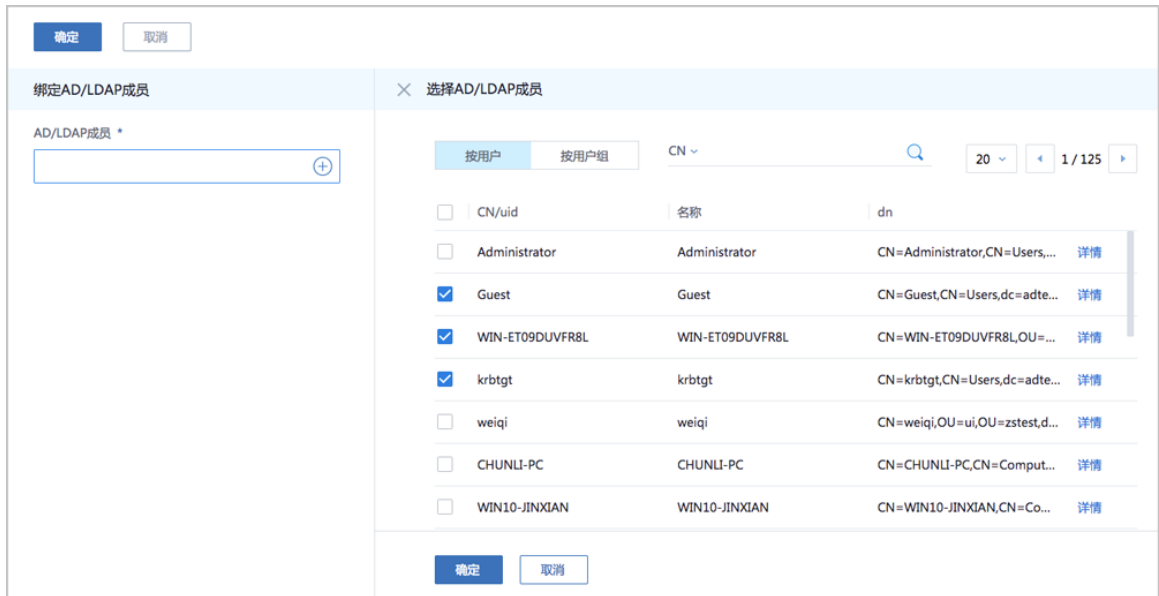 确定 取消
绑定AD/LDAP成员
AD/LDAP成员 *
选择AD/LDAP成员
按用户 按用户组 CN 20 1 / 125
CN/uid 名称 dn
Administrator Administrator CN=Administrator,CN=Users,... 详情
Guest Guest CN=Guest,CN=Users,dc=adte... 详情
WIN-ET09DUVFR8L WIN-ET09DUVFR8L CN=WIN-ET09DUVFR8L,OU=... 详情
krbtgt krbtgt CN=krbtgt,CN=Users,dc=adte... 详情
weiqi weiqi CN=weiqi,OU=ui,OU=zstest,d... 详情
CHUNLI-PC CHUNLI-PC CN=CHUNLI-PC,CN=Comput... 详情
WIN10-JINXIAN WIN10-JINXIAN CN=WIN10-JINXIAN,CN=Co... 详情
确定 取消